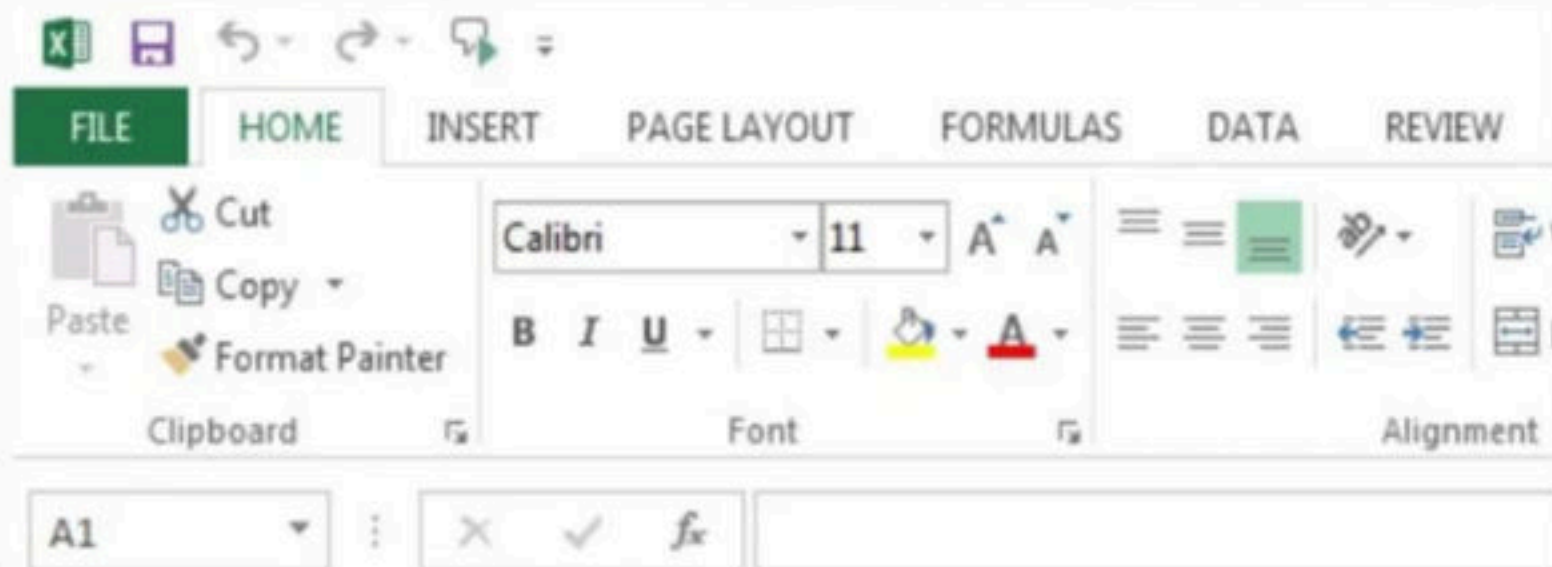 FILE HOME INSERT PAGE LAYOUT FORMULAS DATA REVIEW
Cut
Calibri 11
Copy
Paste
B I U A
Format Painter
Clipboard Font Alignment
A1 fx